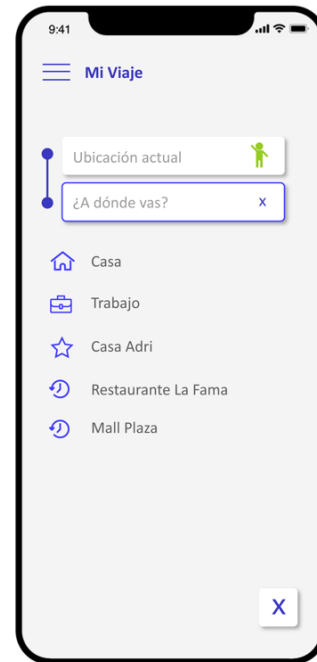 9:41
Mi Viaje
Ubicación actual
¿A dónde vas?
x
Casa
Trabajo
Casa Adri
Restaurante La Fama
Mall Plaza
X